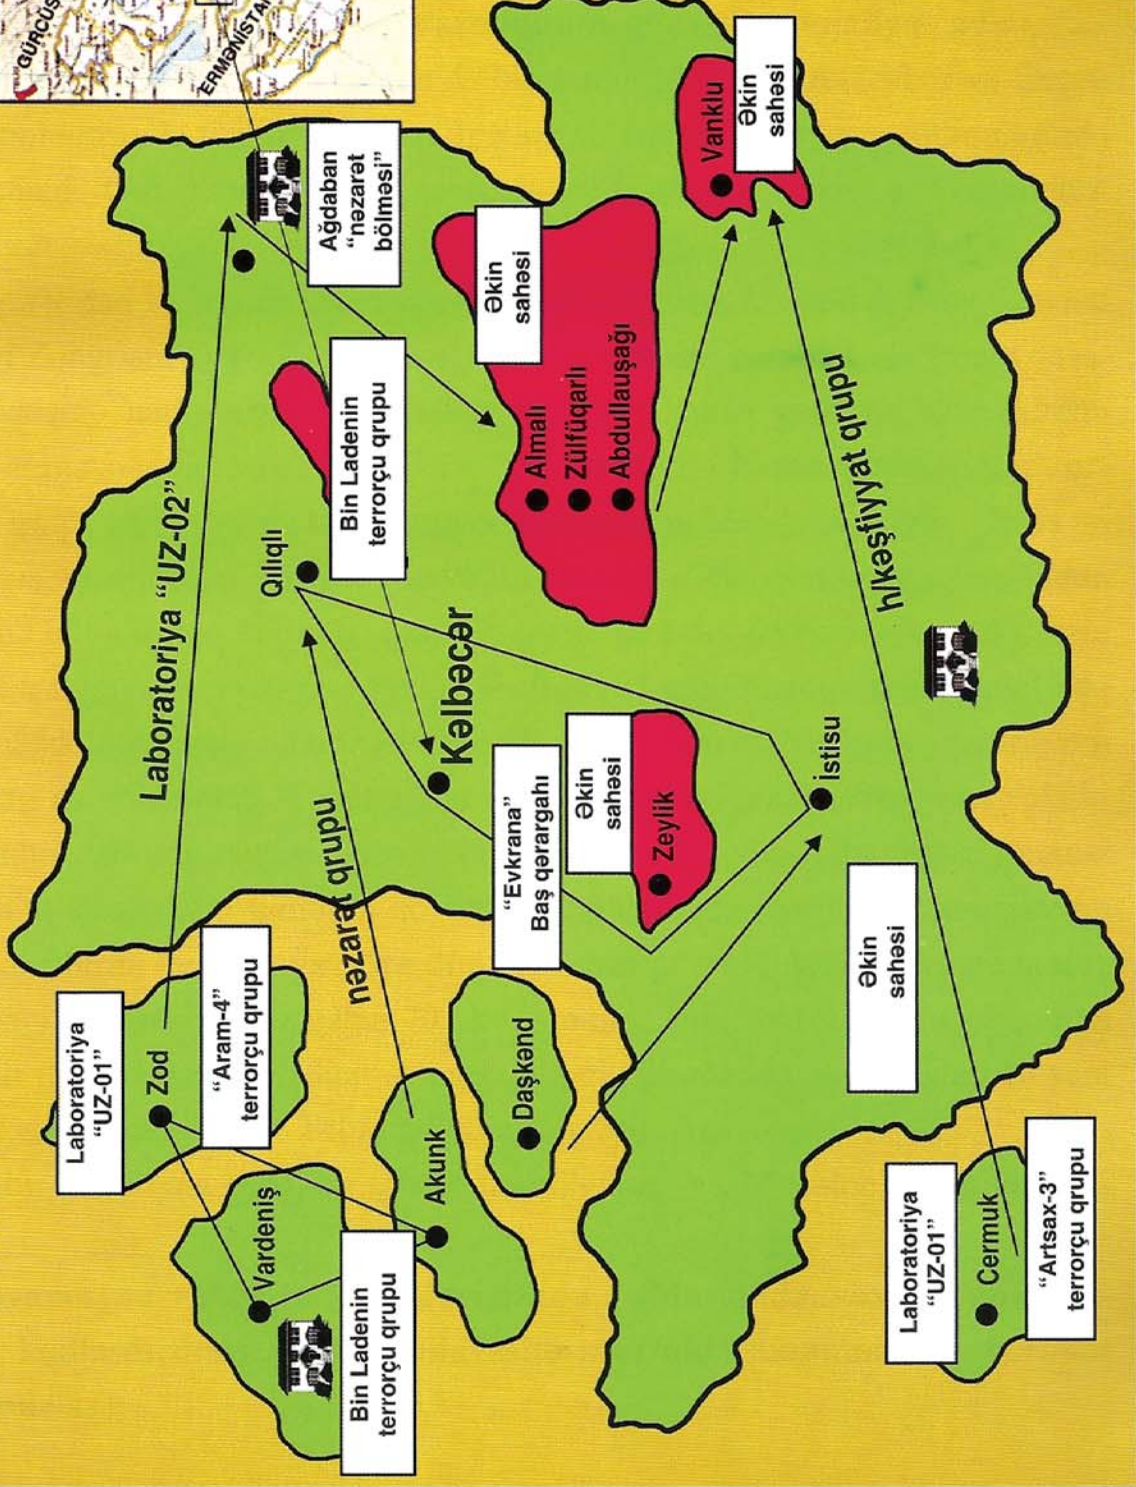 GÜRCÜS
Laboratoriya
“UZ-01”
Zod
Laboratoriya “UZ-02”
“Aram-4”
terrorçu qrupu
ERMƏNİSTA
Vardeniş
Qılıqlı
Ağdaban
“nəzarət
bölməsi”
Bin Ladenin
terrorçu qrupu
nəzarət qrupu
Bin Ladenin
terrorçu qrupu
Akunk
Kəlbəcər
Əkin
sahəsi
Daşkənd
“Evkrana”
Baş qərargahı
Almalı
Zülfüqarlı
Abdullauşağı
Əkin
sahəsi
Zeylik
Vanklu
Əkin
sahəsi
İstisu
h/kəşfiyyat qrupu
Əkin
sahəsi
Laboratoriya
“UZ-01”
Cermuk
“Artsax-3”
terrorçu qrupu